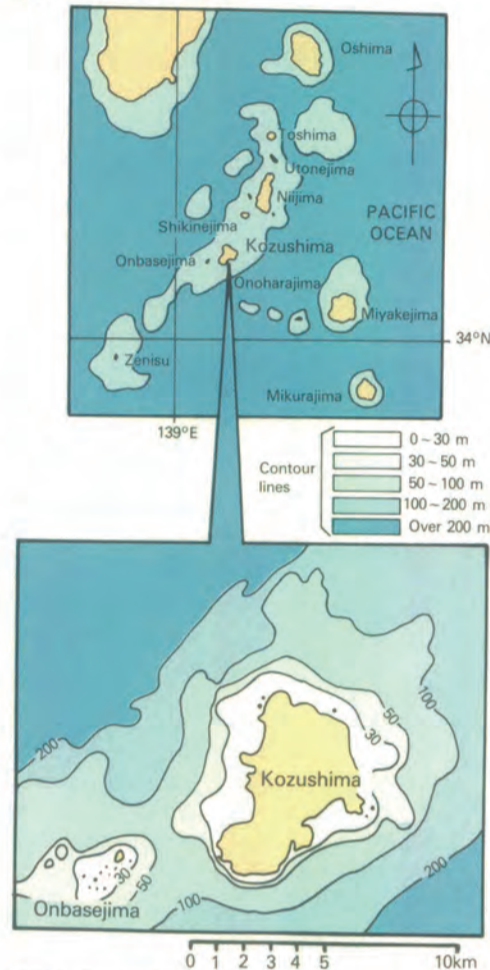 Oshima
Toshima
Utonejima
Niijima
Shikinejima
PACIFIC
OCEAN
Kozushima
Onbasejima
Onoharajima
Miyakejima
34°N
Zenisu
Mikurajima
139°E
Contour
lines
0~30 m
30~50 m
50~100 m
100~200 m
Over 200 m
100
50
30
200
Kozushima
30
50
Onbasejima
100
200
0 1 2 3 4 5 10km